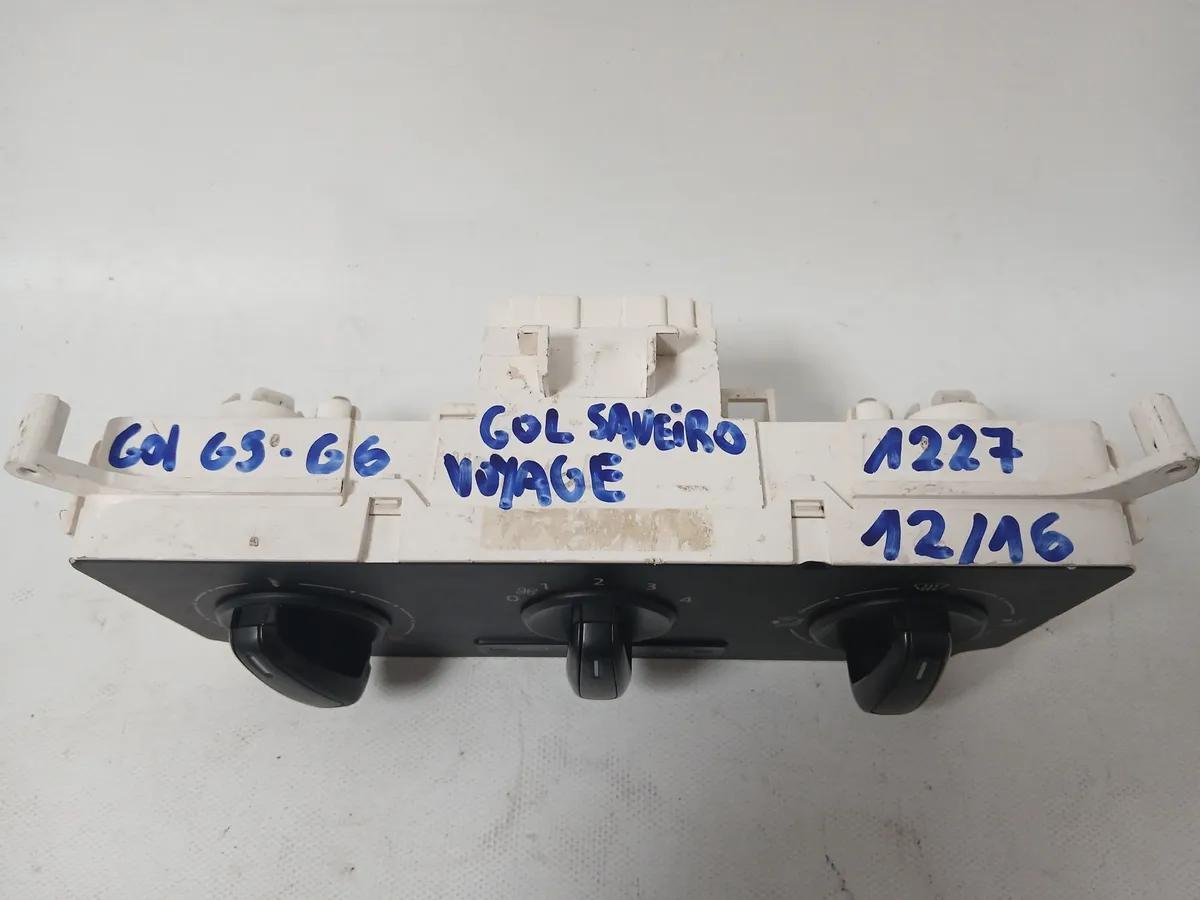 Gol G5-G6
GOL SAVEIRO
VOYAGE
1227
12/16
0 1 2 3 4